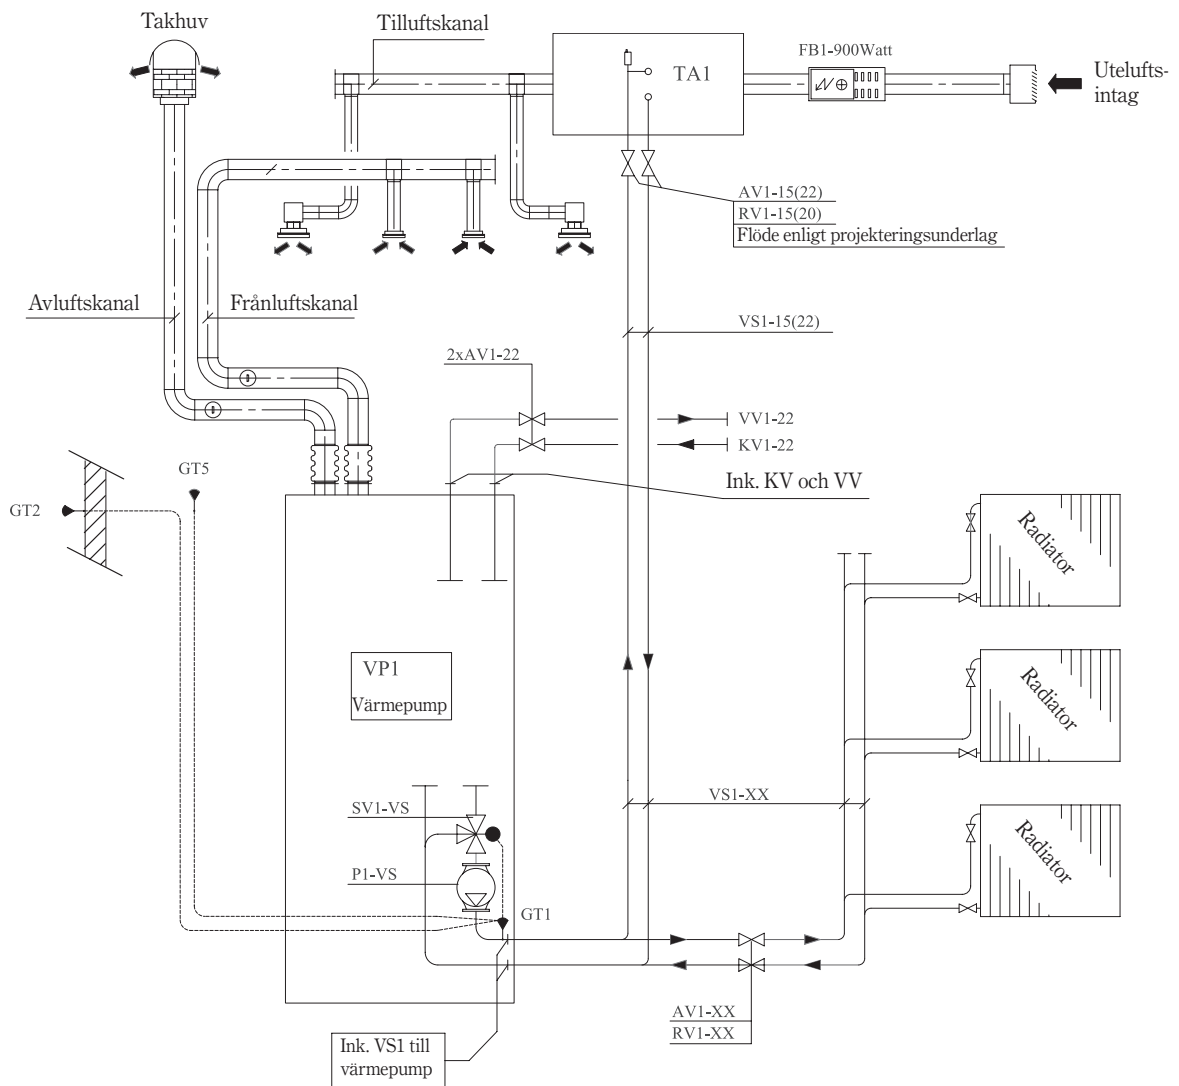 Takhuv
Tilluftskanal
TA1
FB1-900Watt
Utelufts-
intag
AV1-15(22)
RV1-15(20)
Flöde enligt projekteringsunderlag
Avluftskanal
Frånluftskanal
VS1-15(22)
2xAV1-22
VV1-22
KV1-22
GT5
GT2
Ink. KV och VV
Radiator
VP1
Värmepump
Radiator
SV1-VS
VS1-XX
P1-VS
Radiator
GT1
AV1-XX
RV1-XX
Ink. VS1 till
värmepump